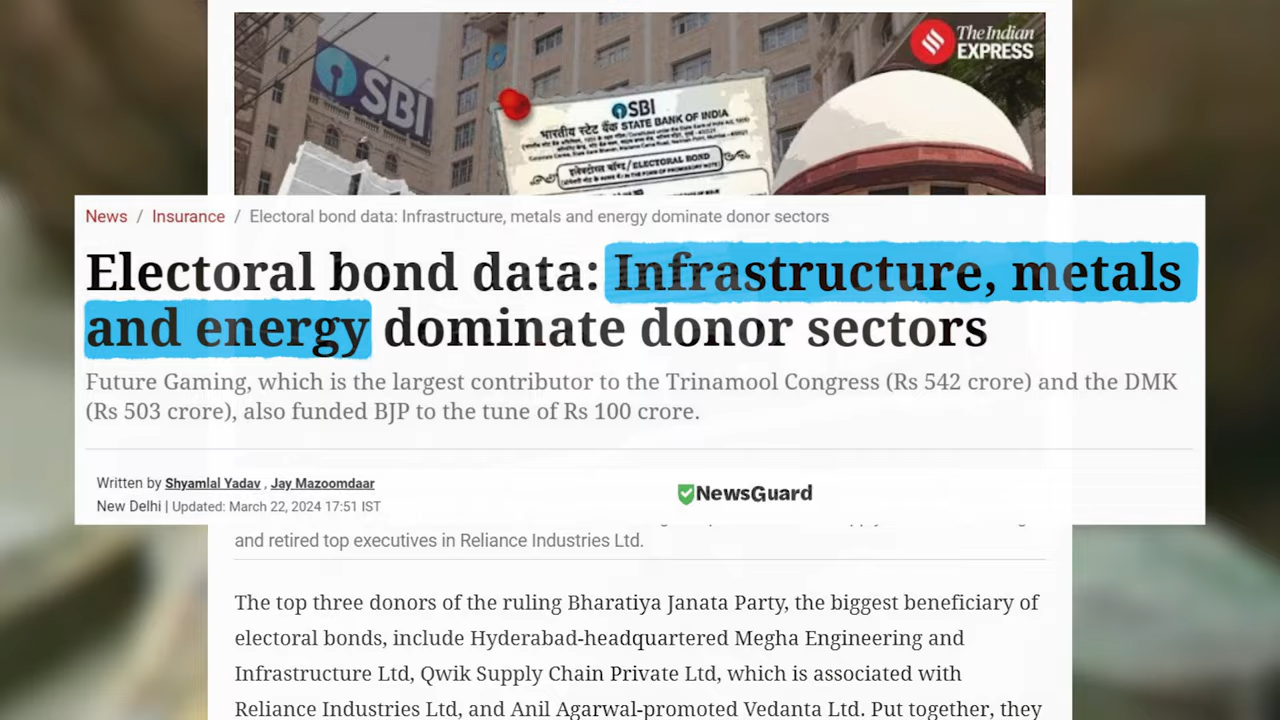 The Indian
EXPRESS
SBI
SBI
भारतीय स्टेट बैंक STATE BANK OF INDIA
इलेक्टोरल बॉण्ड/ELECTORAL BOND
News / Insurance / Electoral bond data: Infrastructure, metals and energy dominate donor sectors
Electoral bond data: Infrastructure, metals
and energy dominate donor sectors
Future Gaming, which is the largest contributor to the Trinamool Congress (Rs 542 crore) and the DMK
(Rs 503 crore), also funded BJP to the tune of Rs 100 crore.
Written by Shyamlal Yadav , Jay Mazoomdaar
New Delhi | Updated: March 22, 2024 17:51 IST
NewsGuard
and retired top executives in Reliance Industries Ltd.
The top three donors of the ruling Bharatiya Janata Party, the biggest beneficiary of
electoral bonds, include Hyderabad-headquartered Megha Engineering and
Infrastructure Ltd, Qwik Supply Chain Private Ltd, which is associated with
Reliance Industries Ltd, and Anil Agarwal-promoted Vedanta Ltd. Put together, they